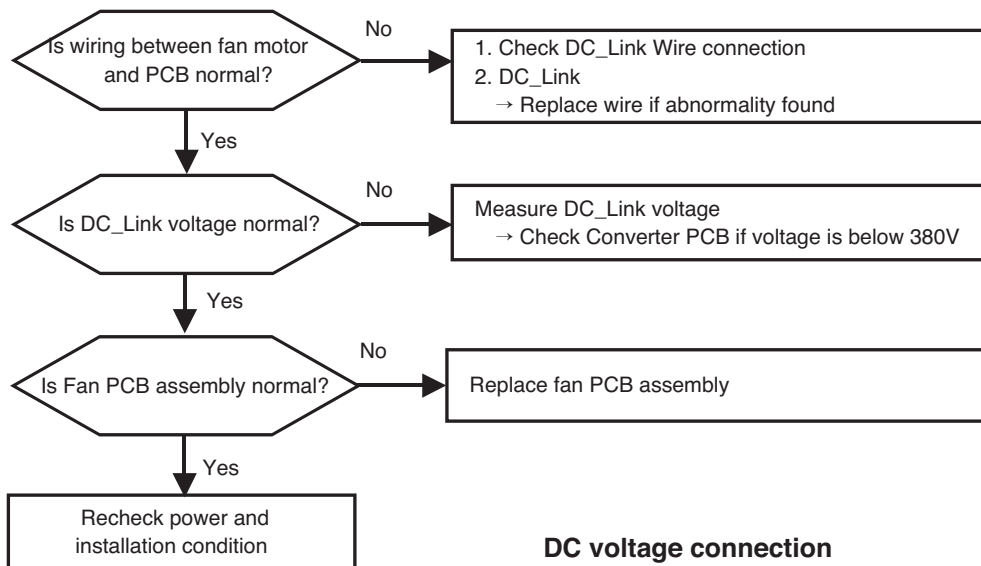 Is wiring between fan motor
and PCB normal?
No
1. Check DC_Link Wire connection
2. DC_Link
→ Replace wire if abnormality found
Yes
Is DC_Link voltage normal?
No
Measure DC_Link voltage
→ Check Converter PCB if voltage is below 380V
Yes
Is Fan PCB assembly normal?
No
Replace fan PCB assembly
Yes
Recheck power and
installation condition
DC voltage connection